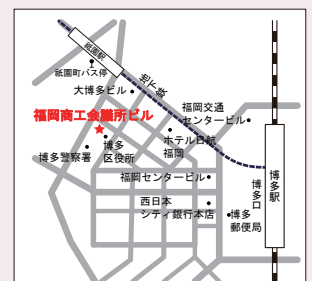 祇園駅
祇園町バス停
地下鉄
大博多ビル
福岡交通
センタービル
福岡商工会議所ビル
ホテル日航
福岡
博多
区役所
博多警察署
福岡センタービル
博多駅
博多口
西日本
シティ銀行本店
博多
郵便局